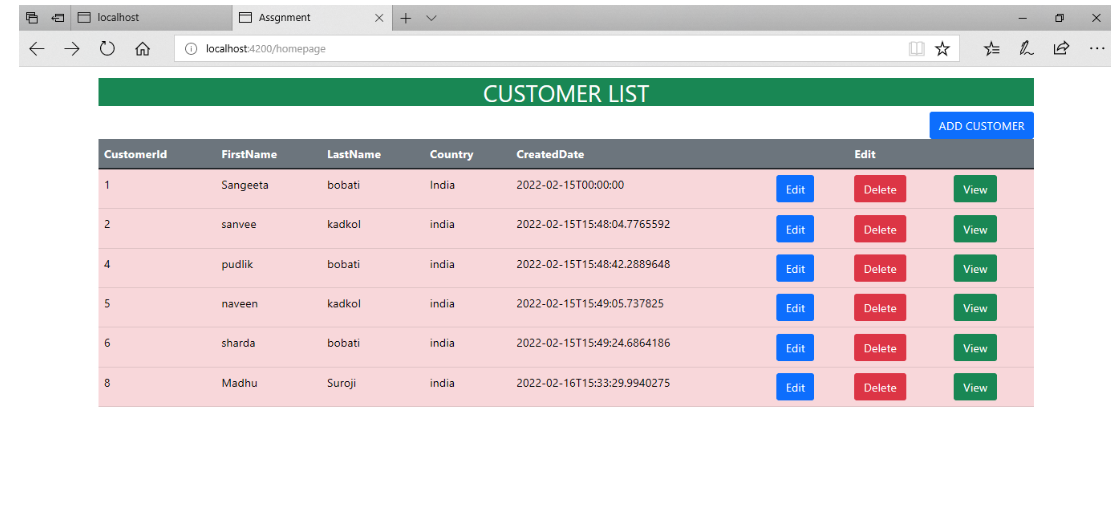 localhost Assgnment
localhost:4200/homepage
CUSTOMER LIST
ADD CUSTOMER
CustomerId FirstName LastName Country CreatedDate Edit
1 Sangeeta bobati India 2022-02-15T00:00:00 Edit Delete View
2 sanvee kadkol india 2022-02-15T15:48:04.7765592 Edit Delete View
4 pudlik bobati india 2022-02-15T15:48:42.2889648 Edit Delete View
5 naveen kadkol india 2022-02-15T15:49:05.737825 Edit Delete View
6 sharda bobati india 2022-02-15T15:49:24.6864186 Edit Delete View
8 Madhu Suroji india 2022-02-16T15:33:29.9940275 Edit Delete View